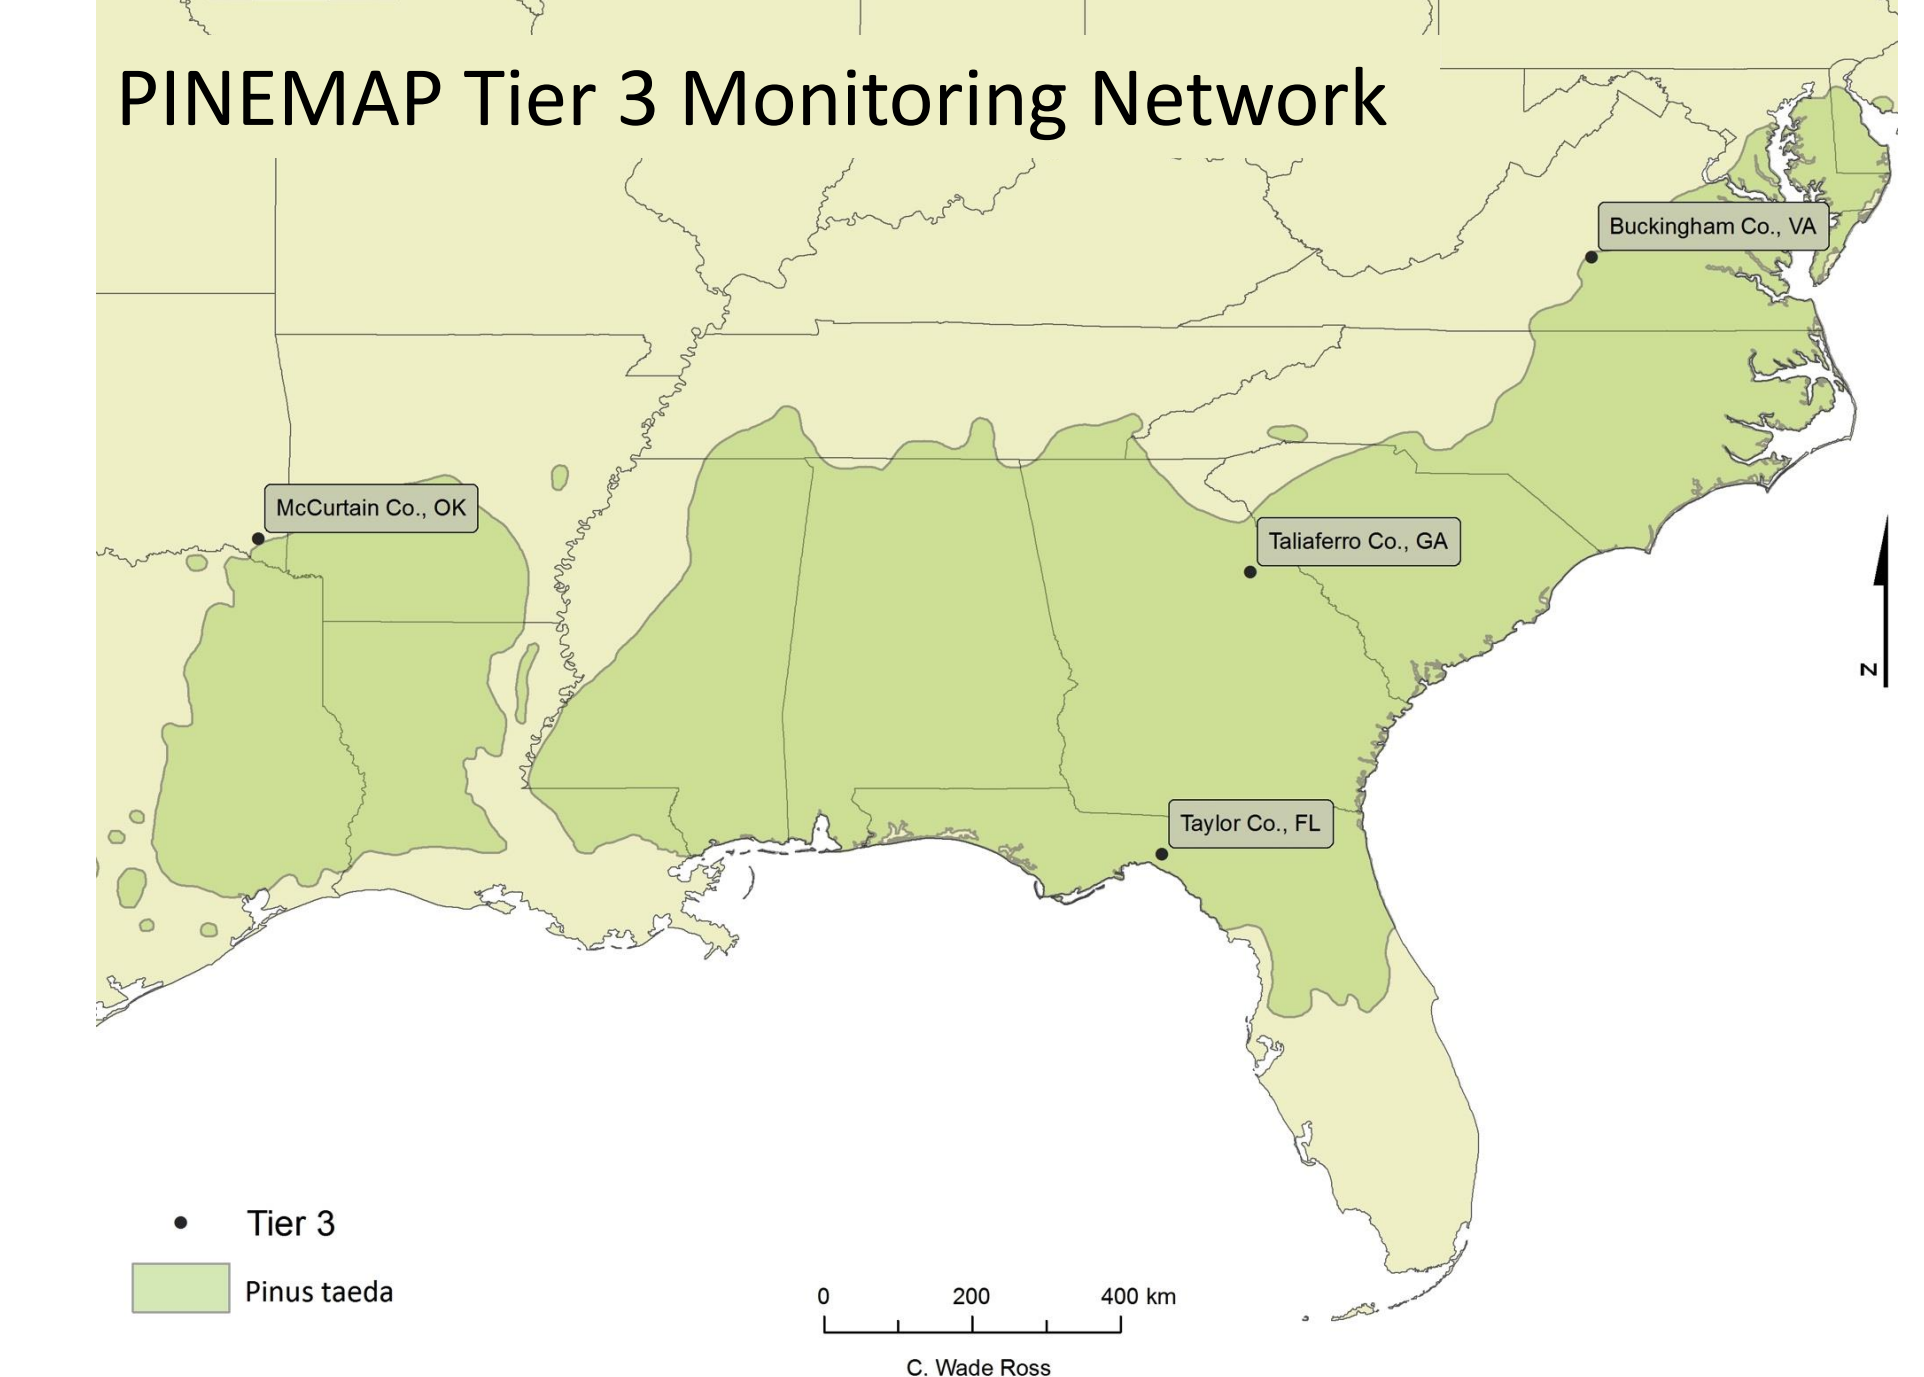 PINEMAP Tier 3 Monitoring Network
Buckingham Co., VA
McCurtain Co., OK
Taliaferro Co., GA
N
Taylor Co., FL
Tier 3
Pinus taeda
0 200 400 km
C. Wade Ross